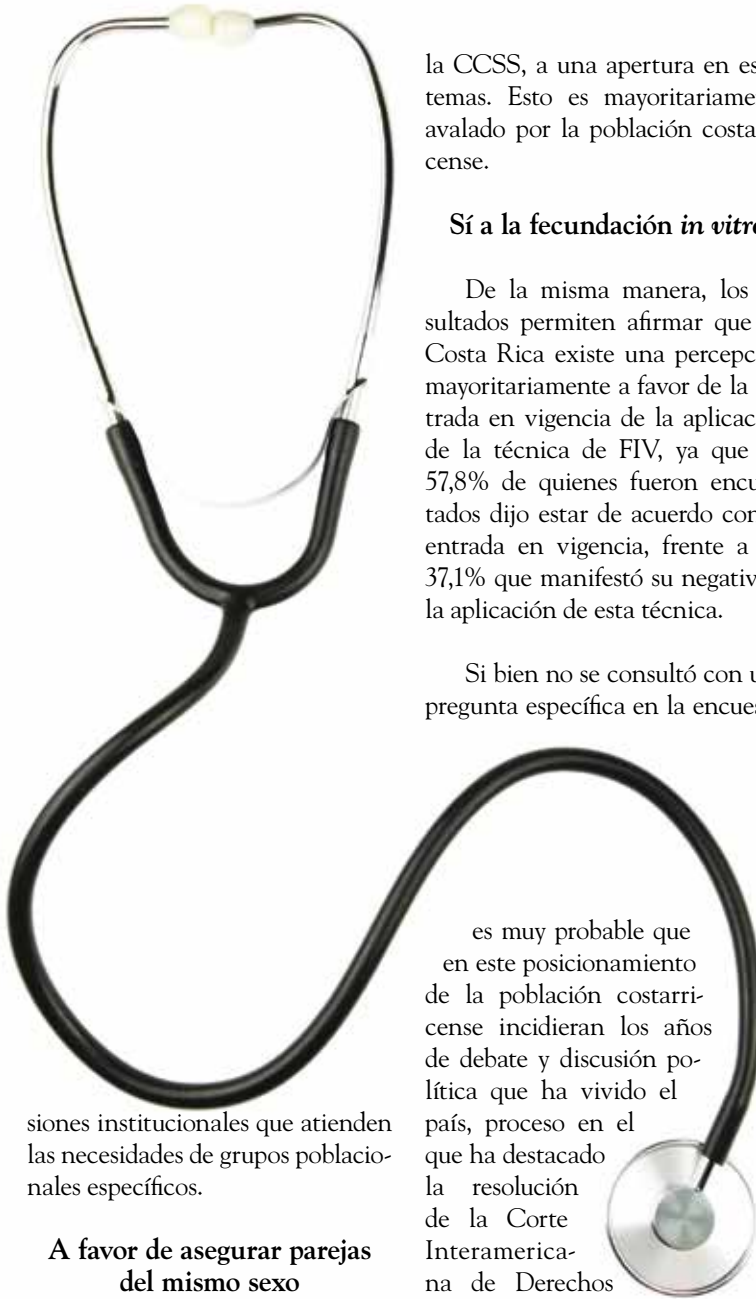 siones institucionales que atienden
las necesidades de grupos poblacio-
nales específicos.
A favor de asegurar parejas
del mismo sexo
la CCSS, a una apertura en es
temas. Esto es mayoritariame
avalado por la población costa
cense.
Sí a la fecundación in vitro
De la misma manera, los
sultados permiten afirmar que
Costa Rica existe una percepc
mayoritariamente a favor de la
trada en vigencia de la aplicac
de la técnica de FIV, ya que
57,8% de quienes fueron encu
tados dijo estar de acuerdo con
entrada en vigencia, frente a
37,1% que manifestó su negativ
la aplicación de esta técnica.
Si bien no se consultó con u
pregunta específica en la encues
es muy probable que
en este posicionamiento
de la población costarri-
cense incidieran los años
de debate y discusión po-
lítica que ha vivido el
país, proceso en el
que ha destacado
la resolución
de la Corte
Interamerica-
na de Derechos